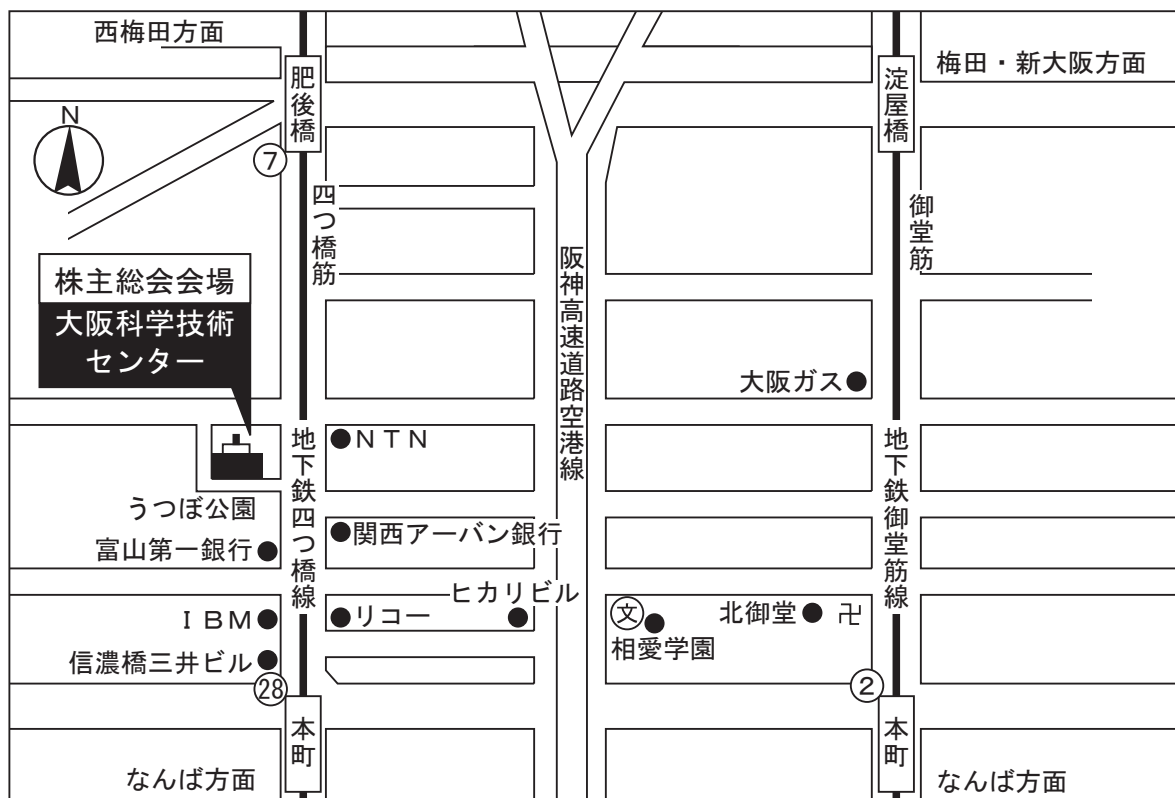 西梅田方面
梅田・新大阪方面
肥後橋
淀屋橋
N
⑦
四つ橋筋
御堂筋
阪神高速道路空港線
株主総会会場
大阪科学技術
センター
大阪ガス
NTN
地下鉄四つ橋線
地下鉄御堂筋線
うつぼ公園
関西アーバン銀行
富山第一銀行
ヒカリビル
IBM
リコー
文
北御堂
卍
相愛学園
信濃橋三井ビル
㉘
②
本町
本町
なんば方面
なんば方面